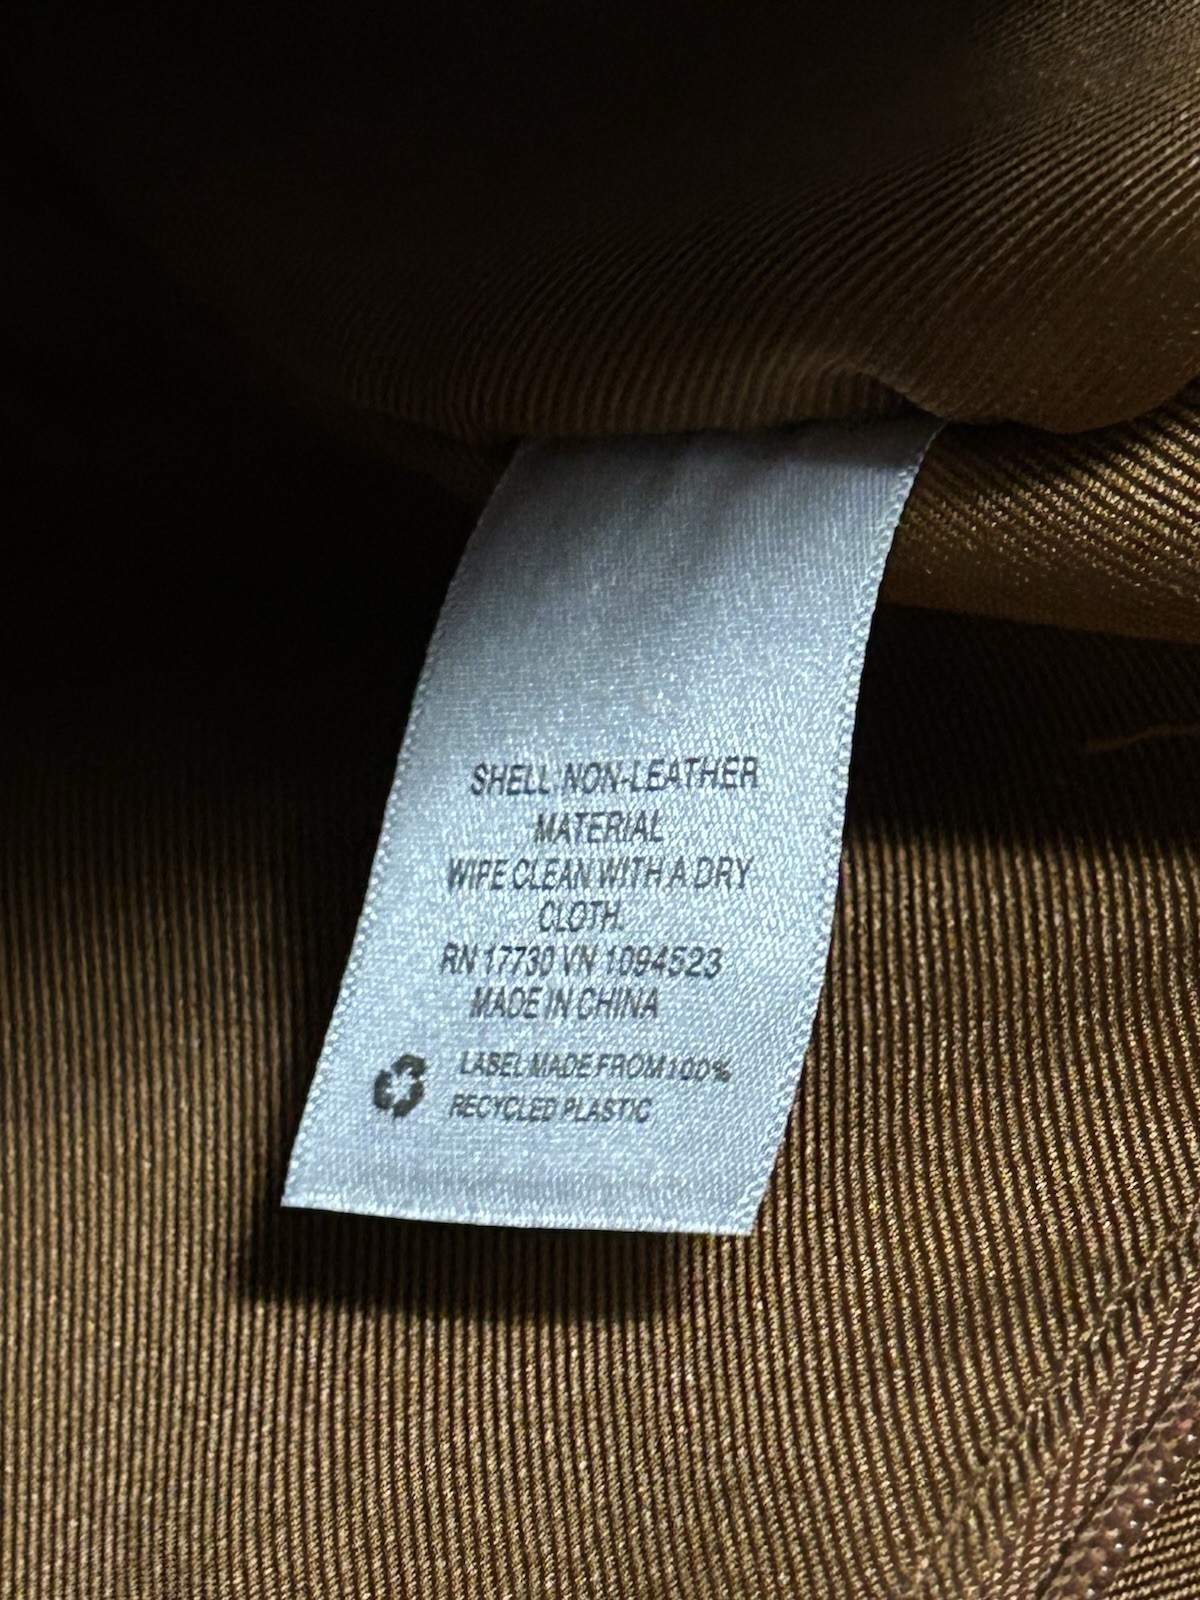 SHELL NON-LEATHER
MATERIAL
WIPE CLEAN WITH A DRY
CLOTH.
RN 17730 VN 1094523
MADE IN CHINA
LABEL MADE FROM 100%
RECYCLED PLASTIC